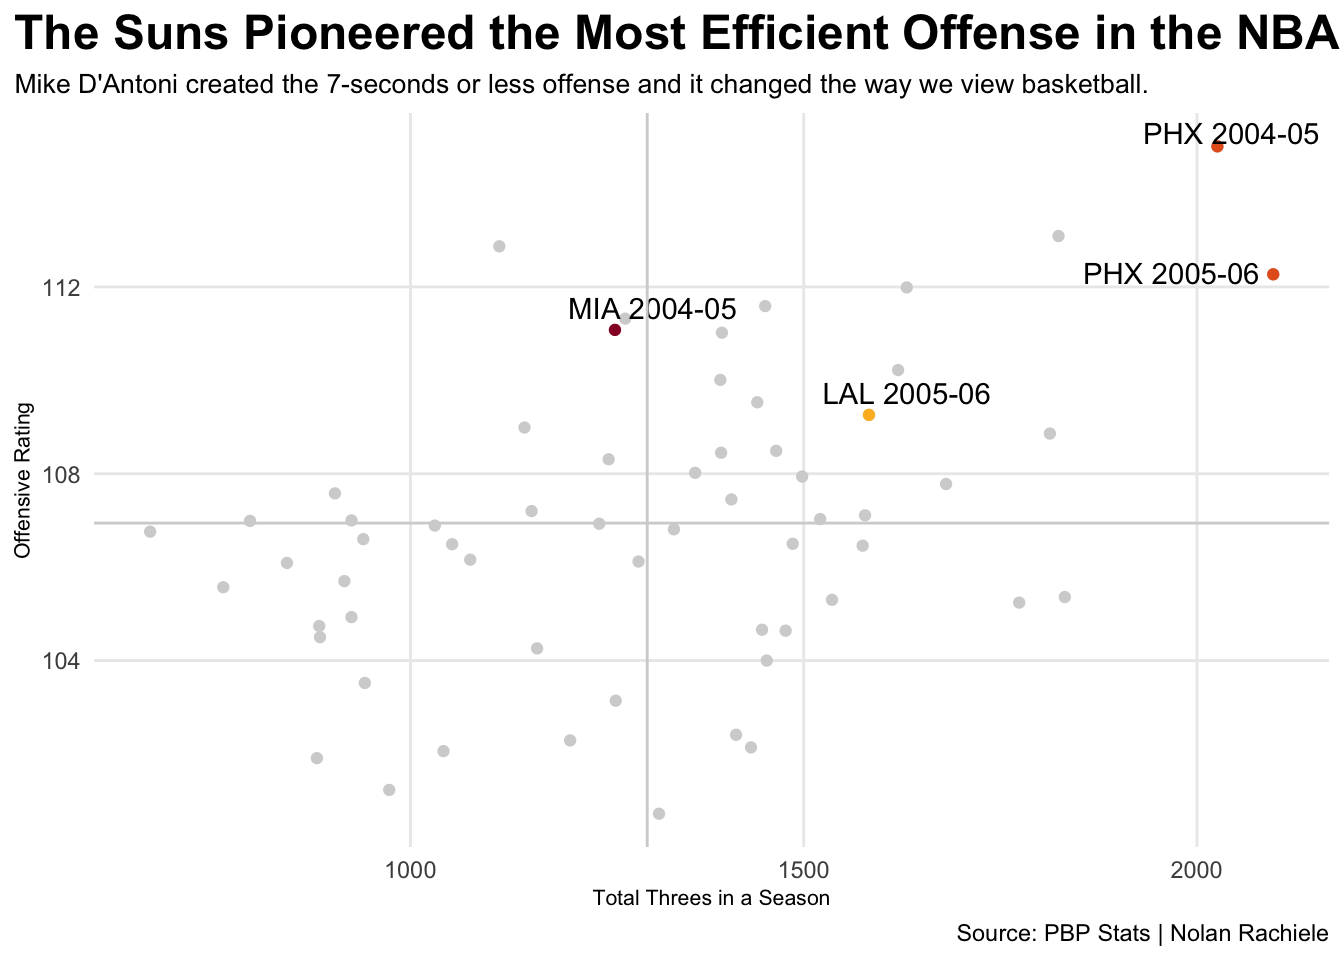 The Suns Pioneered the Most Efficient Offense in the NBA
Mike D'Antoni created the 7-seconds or less offense and it changed the way we view basketball.
PHX 2004-05
PHX 2005-06
112
MIA 2004-05
LAL 2005-06
Offensive Rating
108
104
1000 1500 2000
Total Threes in a Season
Source: PBP Stats | Nolan Rachiele